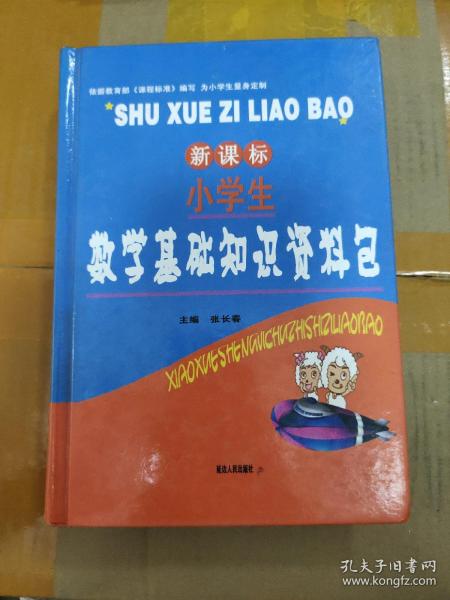 依据教育部《课程标准》编写 为小学生量身定制
SHU XUE ZI LIAO BAO
新课标
小学生
数学基础知识资料包
主编 张长春
XIAOXUESHENGJICHUZHISHIZILIAOBAO
延边人民出版社
孔夫子旧书网
www.kongfz.com